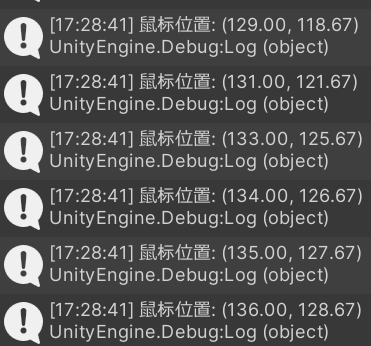 [17:28:41] 鼠标位置: (129.00, 118.67)
UnityEngine.Debug:Log (object)
[17:28:41] 鼠标位置: (131.00, 121.67)
UnityEngine.Debug:Log (object)
[17:28:41] 鼠标位置: (133.00, 125.67)
UnityEngine.Debug:Log (object)
[17:28:41] 鼠标位置: (134.00, 126.67)
UnityEngine.Debug:Log (object)
[17:28:41] 鼠标位置: (135.00, 127.67)
UnityEngine.Debug:Log (object)
[17:28:41] 鼠标位置: (136.00, 128.67)
UnityEngine.Debug:Log (object)